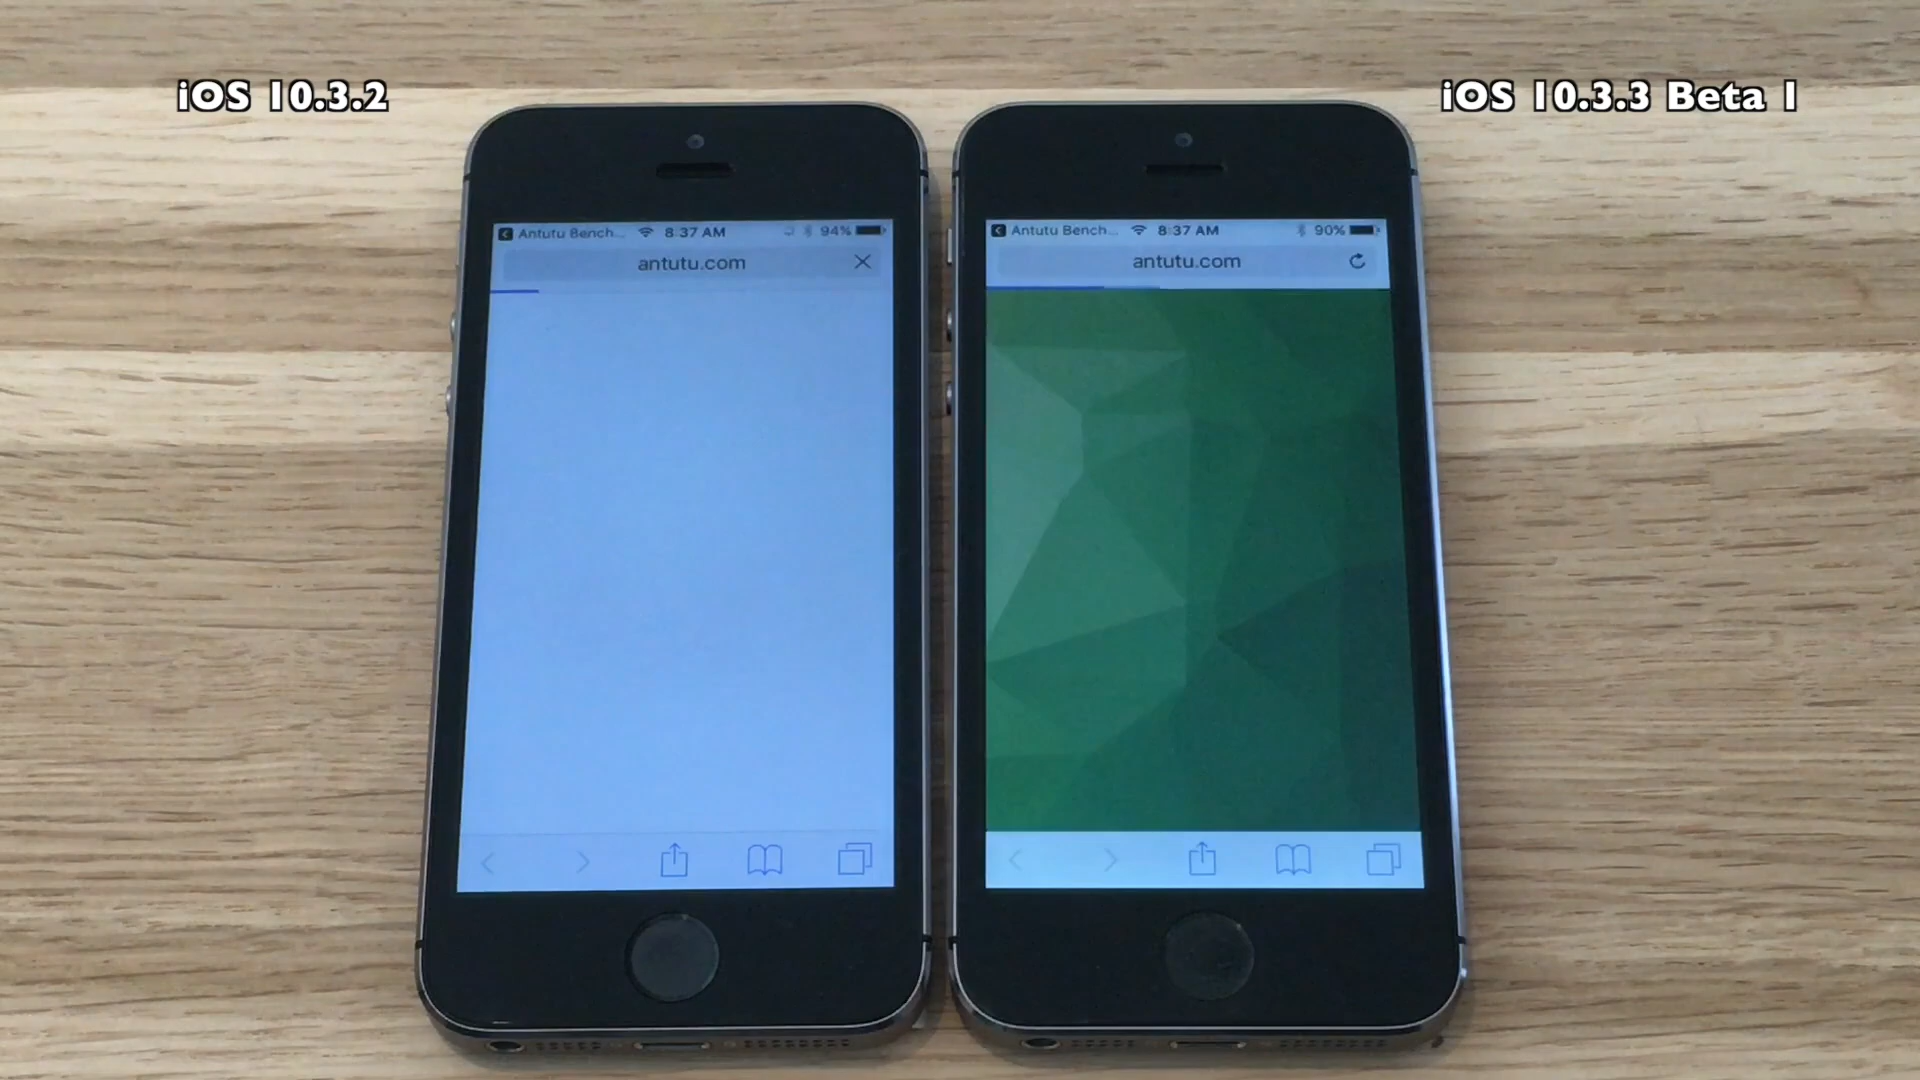 iOS 10.3.2
iOS 10.3.3 Beta 1
Antutu Bench... 8:37 AM 94%
antutu.com
Antutu Bench... 8:37 AM 90%
antutu.com